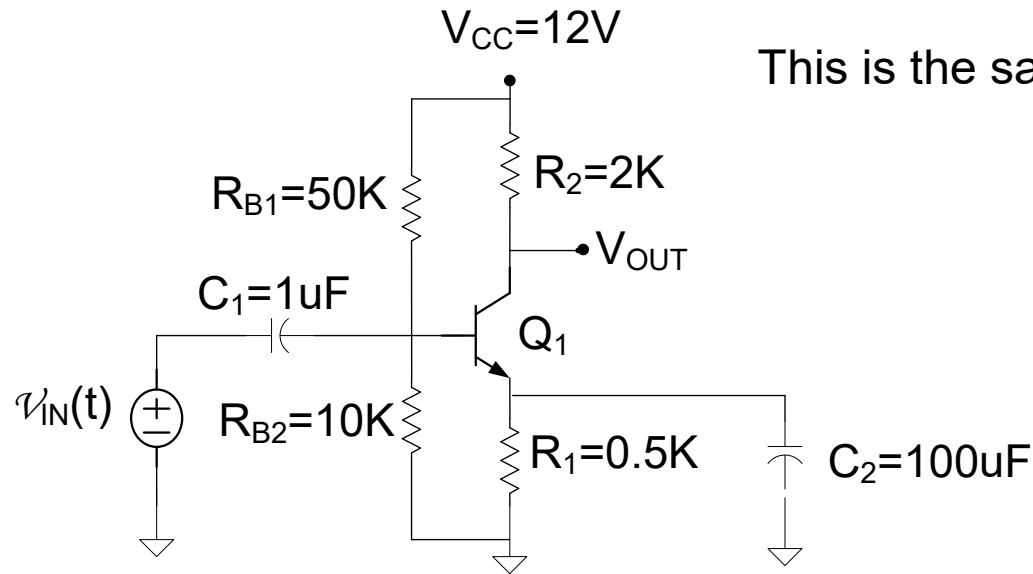 V_CC=12V
This is the
R_B1=50K
R_2=2K
V_OUT
C_1=1uF
Q_1
𝒱_IN(t)
R_B2=10K
R_1=0.5K
C_2=100uF